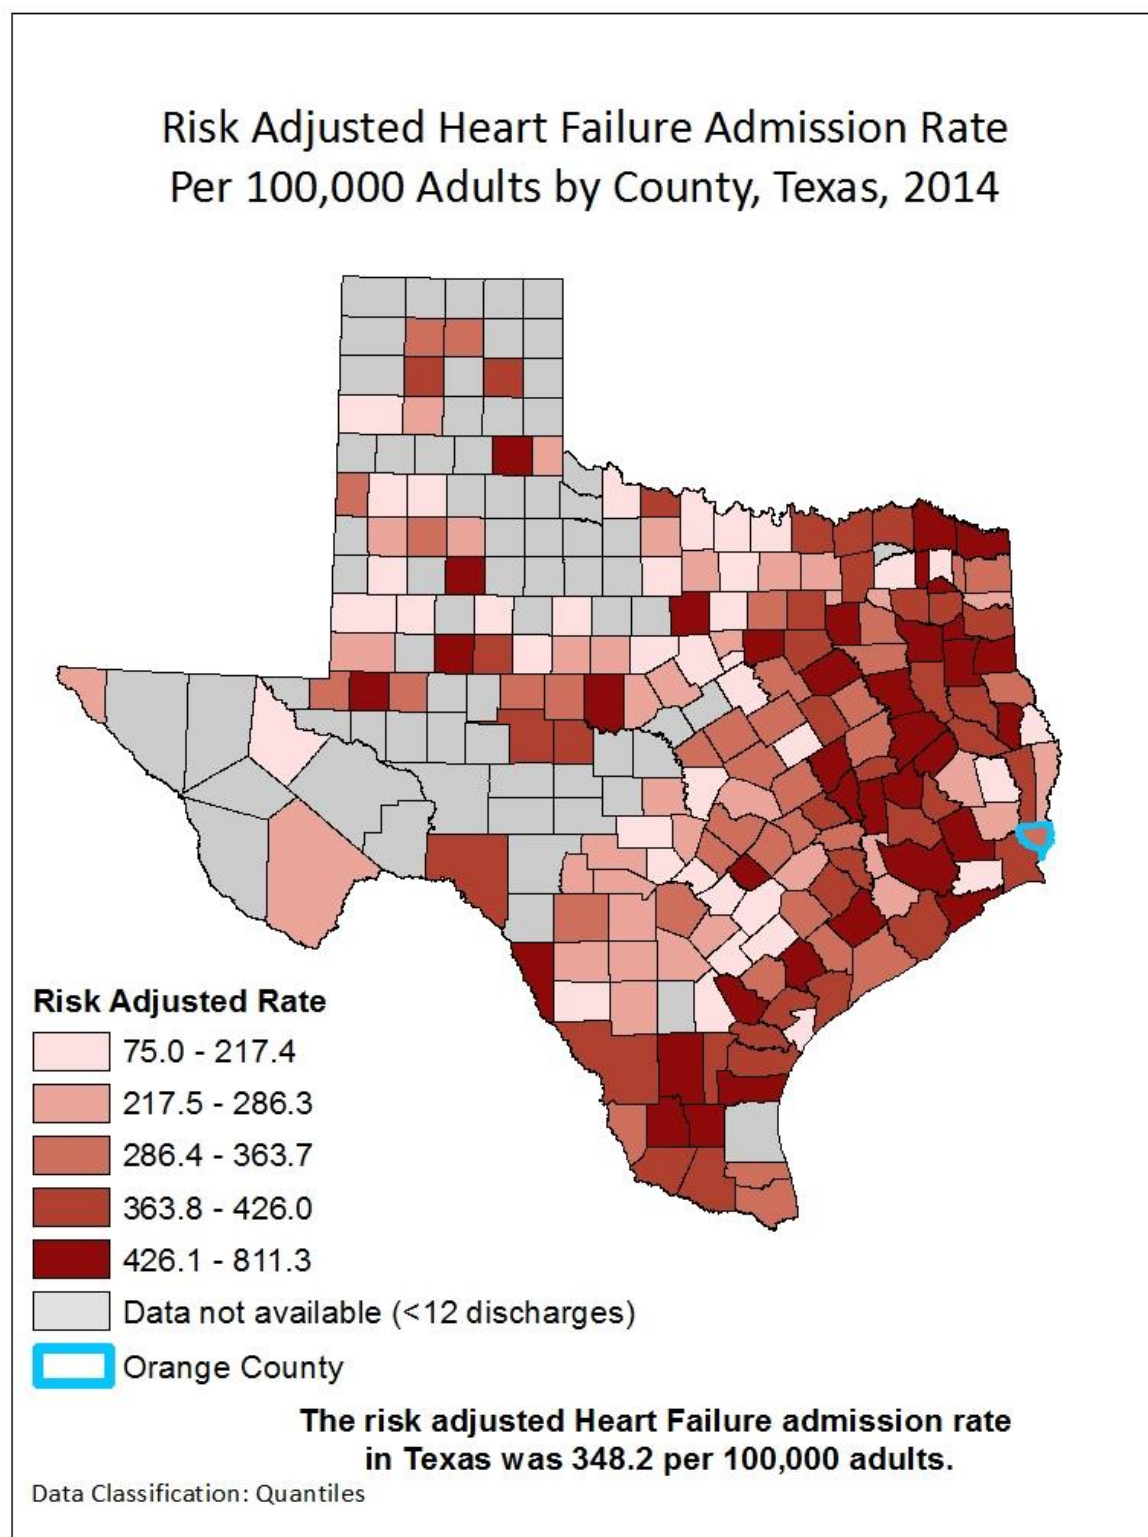 Risk Adjusted Heart Failure Admission Rate
Per 100,000 Adults by County, Texas, 2014
Risk Adjusted Rate
75.0 - 217.4
217.5 - 286.3
286.4 - 363.7
363.8 - 426.0
426.1 - 811.3
Data not available (<12 discharges)
Orange County
The risk adjusted Heart Failure admission rate
in Texas was 348.2 per 100,000 adults.
Data Classification: Quantiles